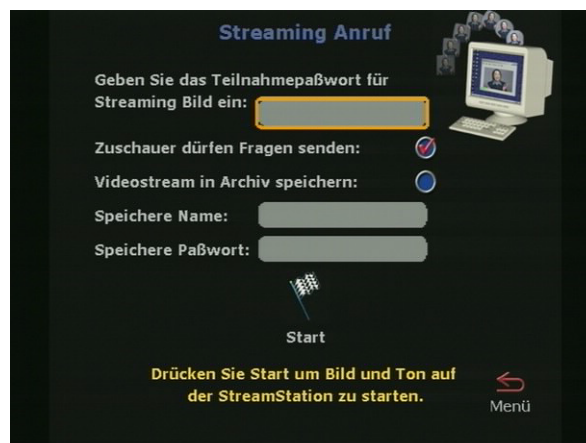 Streaming Anruf
Geben Sie das Teilnahmepaßwort für
Streaming Bild ein:
Zuschauer dürfen Fragen senden:
Videostream in Archiv speichern:
Speichere Name:
Speichere Paßwort:
Start
Drücken Sie Start um Bild und Ton auf
der StreamStation zu starten.
Menü